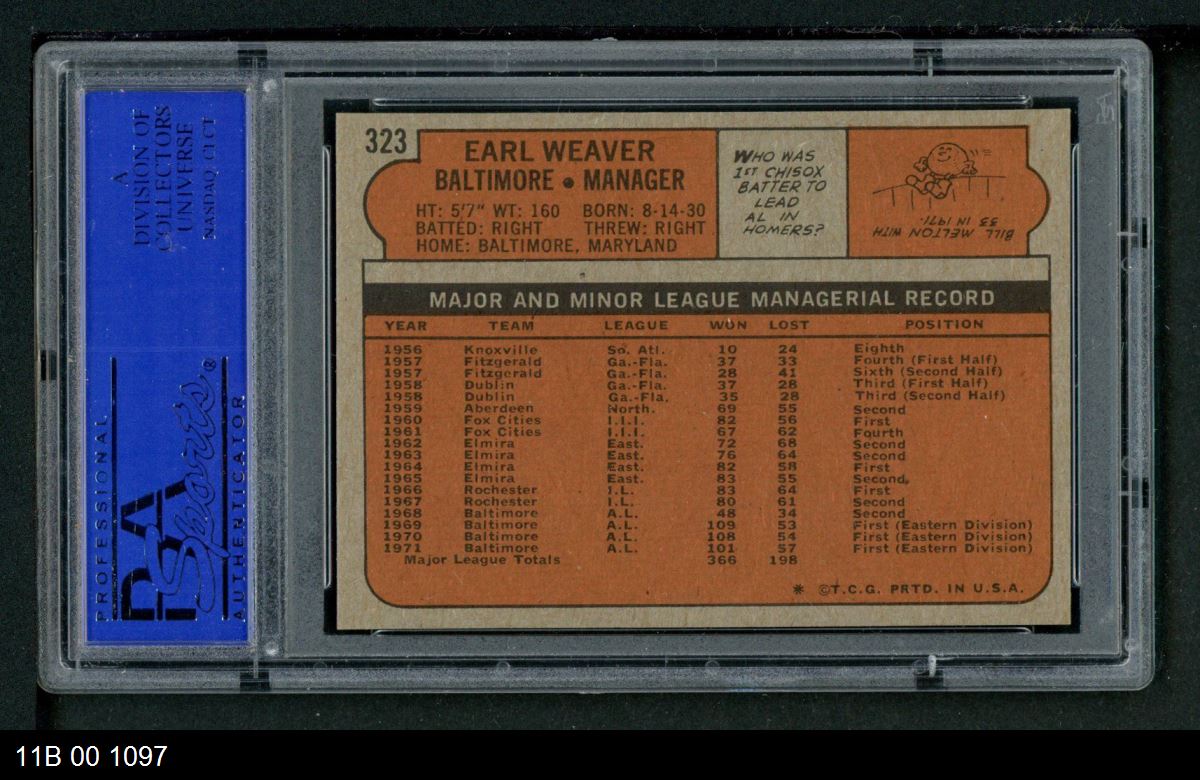 A
DIVISION OF
COLLECTORS
UNIVERSE
NASDAQ: CLCT
PROFESSIONAL
PSA
Sports®
AUTHENTICATOR
323
EARL WEAVER
BALTIMORE • MANAGER
HT: 5'7" WT: 160 BORN: 8-14-30
BATTED: RIGHT THREW: RIGHT
HOME: BALTIMORE, MARYLAND
WHO WAS
1ST CHISOX
BATTER TO
LEAD
AL IN
HOMERS?
BILL MELTON WITH
33 IN 1971.
MAJOR AND MINOR LEAGUE MANAGERIAL RECORD
YEAR TEAM LEAGUE WON LOST POSITION
1956 Knoxville So. Atl. 10 24 Eighth
1957 Fitzgerald Ga.-Fla. 37 33 Fourth (First Half)
1957 Fitzgerald Ga.-Fla. 28 41 Sixth (Second Half)
1958 Dublin Ga.-Fla. 37 28 Third (First Half)
1958 Dublin Ga.-Fla. 35 28 Third (Second Half)
1959 Aberdeen North. 69 55 Second
1960 Fox Cities I.I.I. 82 56 First
1961 Fox Cities I.I.I. 67 62 Fourth
1962 Elmira East. 72 68 Second
1963 Elmira East. 76 64 Second
1964 Elmira East. 82 58 First
1965 Elmira East. 83 55 Second
1966 Rochester I.L. 83 64 First
1967 Rochester I.L. 80 61 Second
1968 Baltimore A.L. 48 34 Second
1969 Baltimore A.L. 109 53 First (Eastern Division)
1970 Baltimore A.L. 108 54 First (Eastern Division)
1971 Baltimore A.L. 101 57 First (Eastern Division)
Major League Totals 366 198
* ©T.C.G. PRTD. IN U.S.A.
11B 00 1097